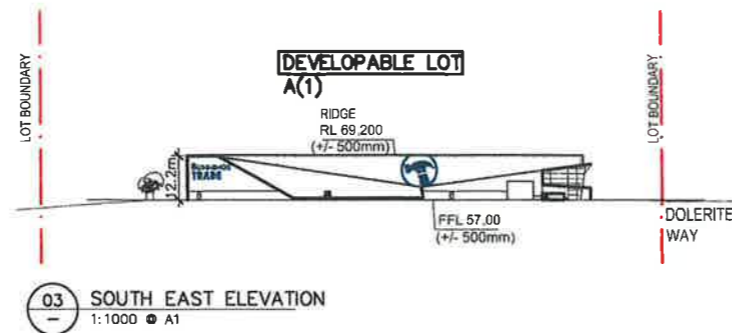 DEVELOPABLE LOT
A(1)
LOT BOUNDARY
LOT BOUNDARY
RIDGE
RL 69,200
(+/- 500mm)
TRADE
12.2m
FFL 57,00
(+/- 500mm)
DOLERITE
WAY
03
SOUTH EAST ELEVATION
1:1000 @ A1